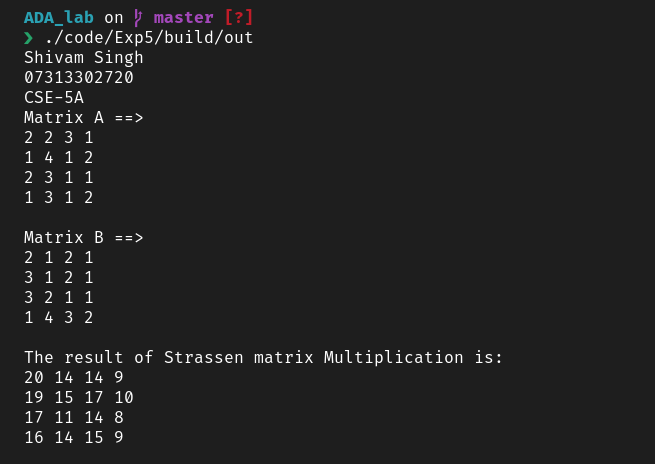 ADA_lab on master [?]
❯ ./code/Exp5/build/out
Shivam Singh
07313302720
CSE-5A
Matrix A ==>
2 2 3 1
1 4 1 2
2 3 1 1
1 3 1 2
Matrix B ==>
2 1 2 1
3 1 2 1
3 2 1 1
1 4 3 2
The result of Strassen matrix Multiplication is:
20 14 14 9
19 15 17 10
17 11 14 8
16 14 15 9